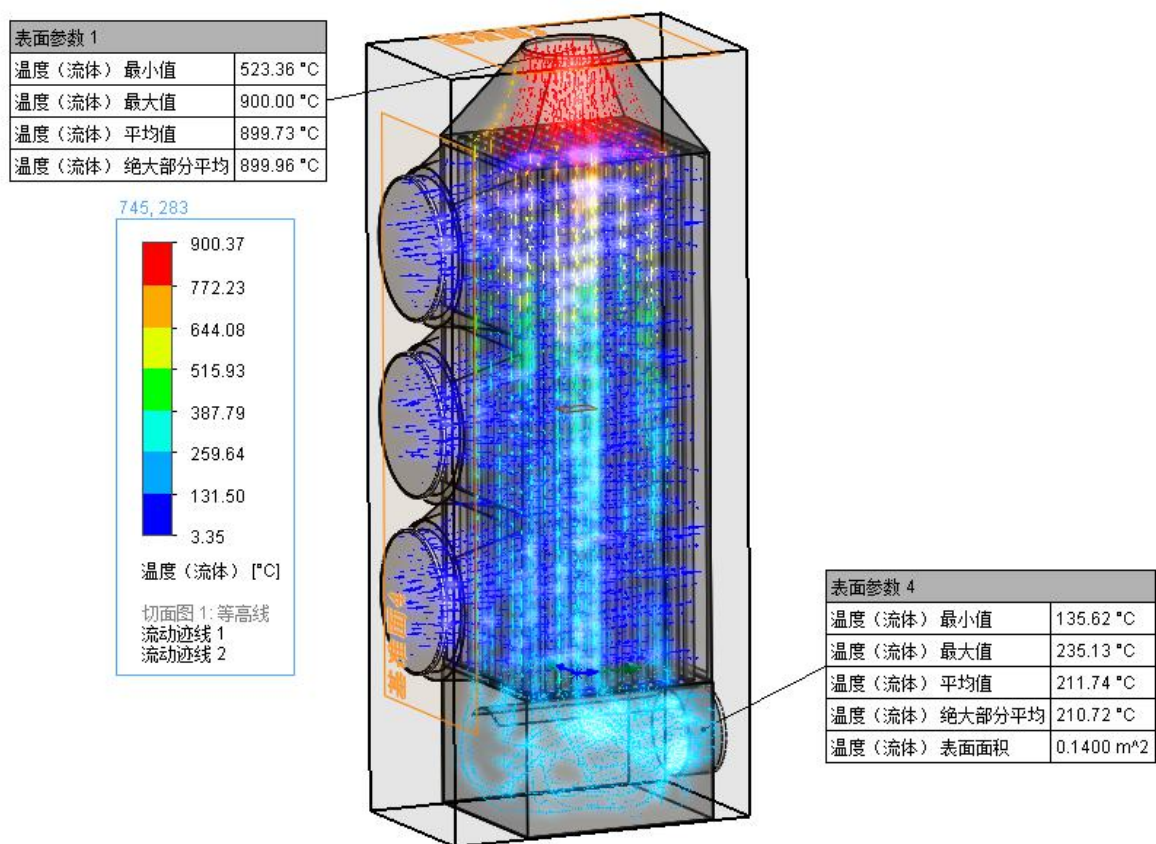 表面参数 1
温度（流体） 最小值 523.36 °C
温度（流体） 最大值 900.00 °C
温度（流体） 平均值 899.73 °C
温度（流体） 绝大部分平均 899.96 °C
745, 283
900.37
772.23
644.08
515.93
387.79
259.64
131.50
3.35
温度（流体） [°C]
切面图 1: 等高线
流动迹线 1
流动迹线 2
基准面4
表面参数 4
温度（流体） 最小值 135.62 °C
温度（流体） 最大值 235.13 °C
温度（流体） 平均值 211.74 °C
温度（流体） 绝大部分平均 210.72 °C
温度（流体） 表面面积 0.1400 m^2